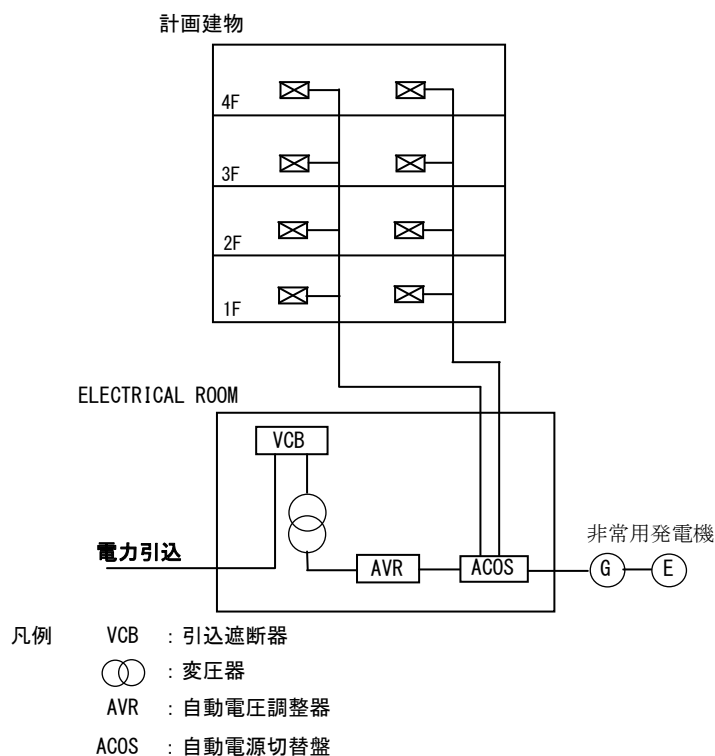 計画建物
4F
3F
2F
1F
ELECTRICAL ROOM
VCB
電力引込
AVR
ACOS
非常用発電機
G
E
凡例 VCB : 引込遮断器
: 変圧器
AVR : 自動電圧調整器
ACOS : 自動電源切替盤